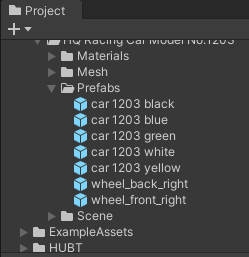 Project
HQ Racing Car Model No.1203
Materials
Mesh
Prefabs
car 1203 black
car 1203 blue
car 1203 green
car 1203 white
car 1203 yellow
wheel_back_right
wheel_front_right
Scene
ExampleAssets
HUBT